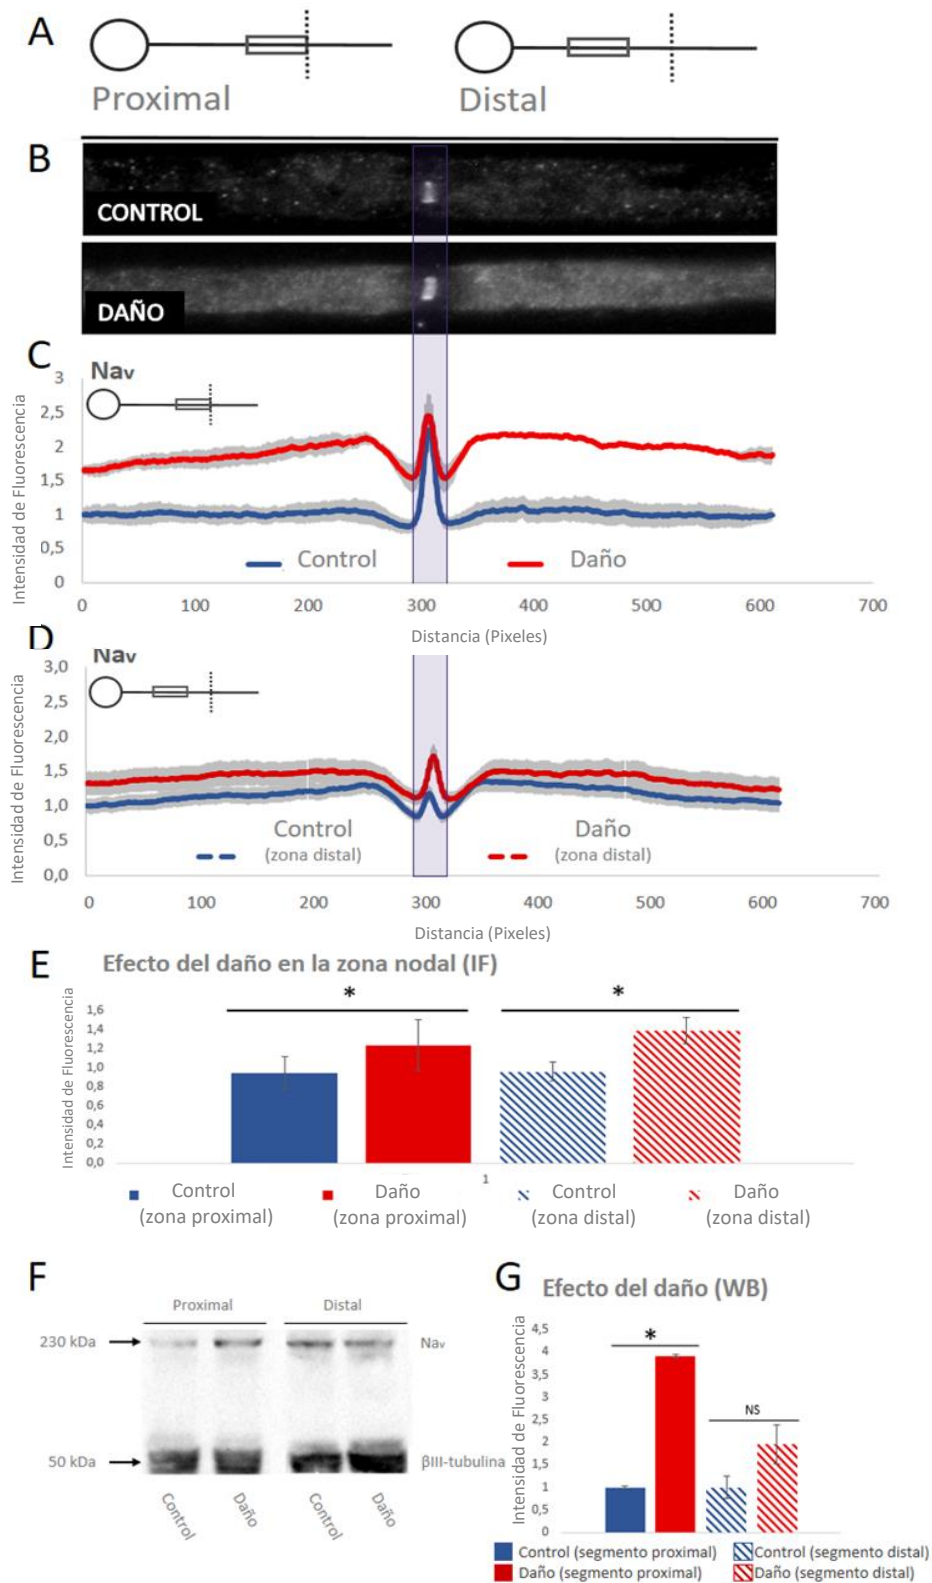 A
Proximal
Distal
B
CONTROL
DAÑO
C
Nav
Intensidad de Fluorescencia
3
2,5
2
1,5
1
0,5
0
Control
Daño
0 100 200 300 400 500 600 700
Distancia (Pixeles)
D
Nav
Intensidad de Fluorescencia
3,0
2,5
2,0
1,5
1,0
0,5
0,0
Control
(zona distal)
Daño
(zona distal)
0 100 200 300 400 500 600 700
Distancia (Pixeles)
E
Efecto del daño en la zona nodal (IF)
Intensidad de Fluorescencia
1,6
1,4
1,2
1,0
0,8
0,6
0,4
0,2
0,0
*
*
1
Control
(zona proximal)
Daño
(zona proximal)
Control
(zona distal)
Daño
(zona distal)
F
Proximal
Distal
230 kDa
Nav
50 kDa
βIII-tubulina
Control
Daño
Control
Daño
G
Efecto del daño (WB)
Intensidad de Fluorescencia
4,5
4
3,5
3
2,5
2
1,5
1
0,5
0
*
NS
Control (segmento proximal)
Control (segmento distal)
Daño (segmento proximal)
Daño (segmento distal)